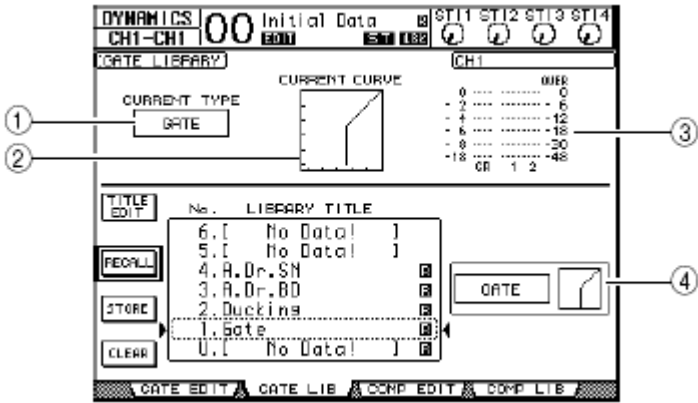 DYNAMICS
CH1-CH1
00 Initial Data
EDIT
ST1 ST2 ST3 ST4
GATE LIBRARY
CH1
CURRENT TYPE
GATE
CURRENT CURVE
OVER
0 0
- 2 - 6
- 4 -12
- 6 -18
- 8 -30
-18 -48
GR 1 2
1
2
3
4
TITLE EDIT
RECALL
STORE
CLEAR
No. LIBRARY TITLE
6.[ No Data! ]
5.[ No Data! ]
4.A.Dr.SN R
3.A.Dr.BD R
2.Ducking R
1.Gate R
U.[ No Data! ] R
GATE
GATE EDIT
GATE LIB
COMP EDIT
COMP LIB